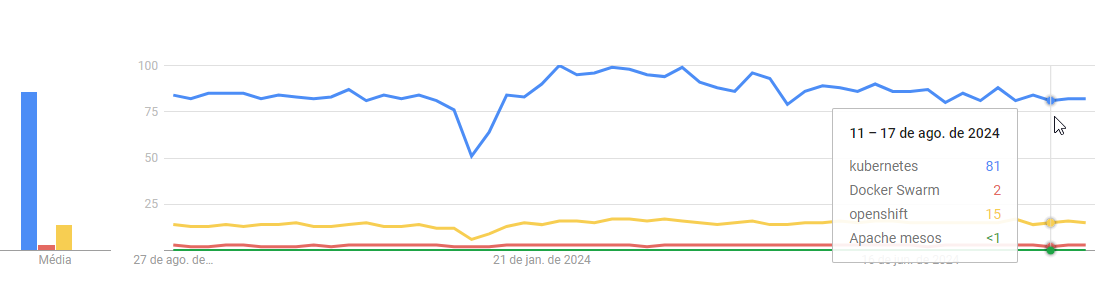 100
75
50
25
Média
27 de ago. de...
21 de jan. de 2024
11 – 17 de ago. de 2024
kubernetes 81
Docker Swarm 2
openshift 15
Apache mesos <1